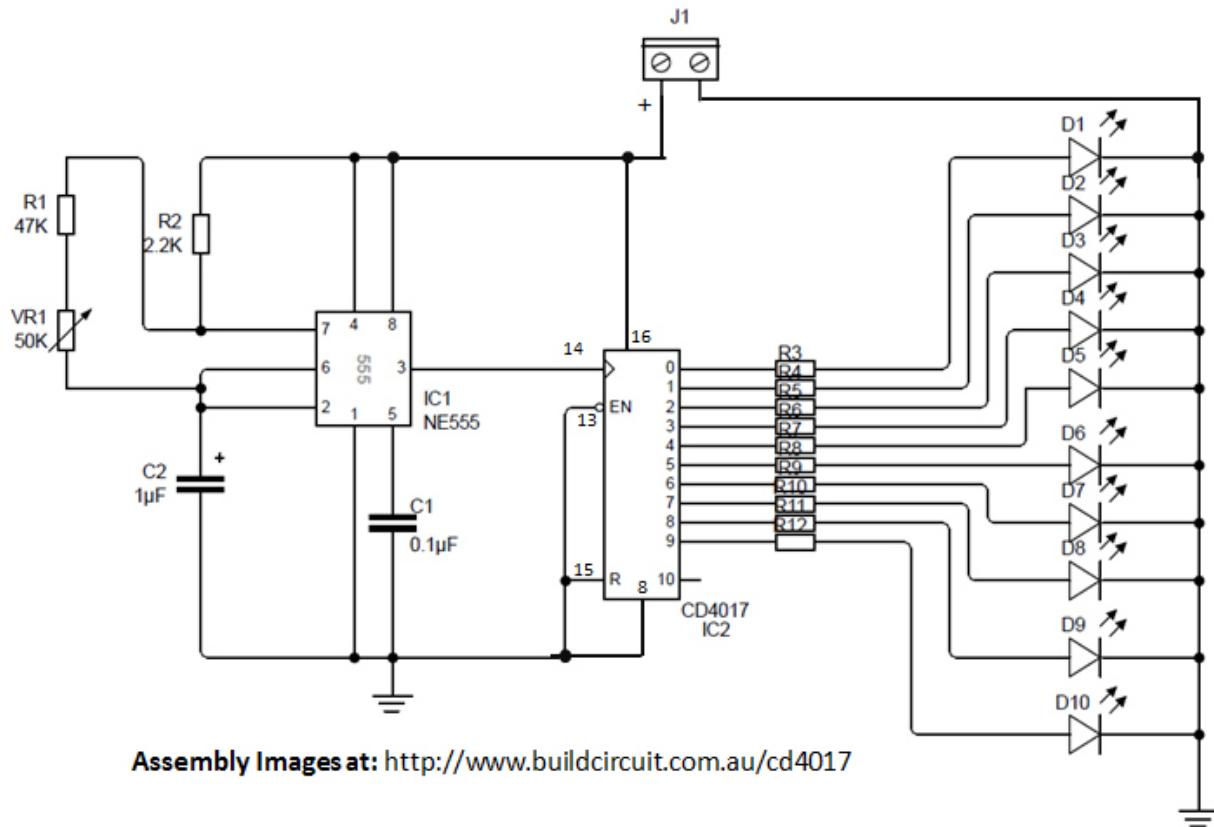 J1
+
D1
D2
D3
D4
D5
D6
D7
D8
D9
D10
R1
47K
R2
2.2K
VR1
50K
7
4
8
6
555
3
2
1
5
IC1
NE555
C2
+
1µF
C1
0.1µF
16
14
EN
13
15
R
8
0
1
2
3
4
5
6
7
8
9
10
R3
R4
R5
R6
R7
R8
R9
R10
R11
R12
CD4017
IC2
Assembly Images at: http://www.buildcircuit.com.au/cd4017